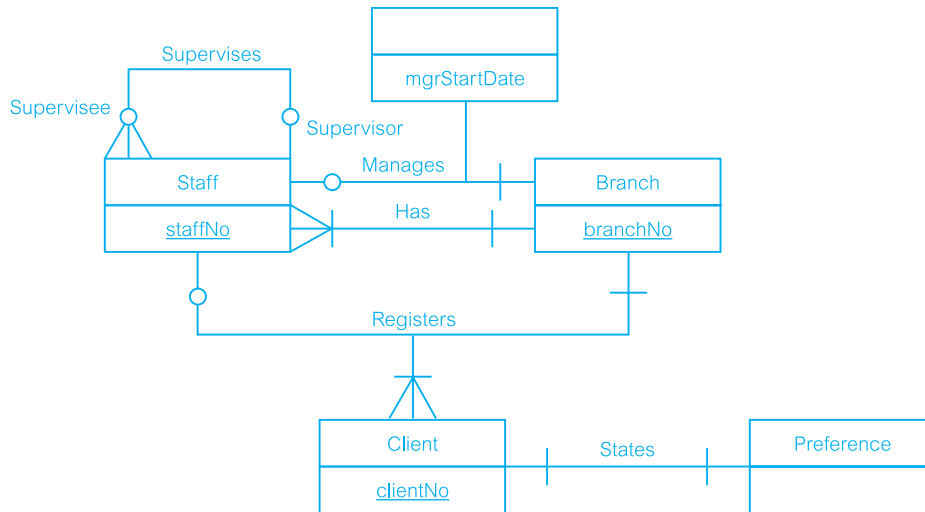 Supervises
mgrStartDate
Supervisee
Supervisor
Manages
Staff
Branch
Has
staffNo
branchNo
Registers
Client
States
Preference
clientNo